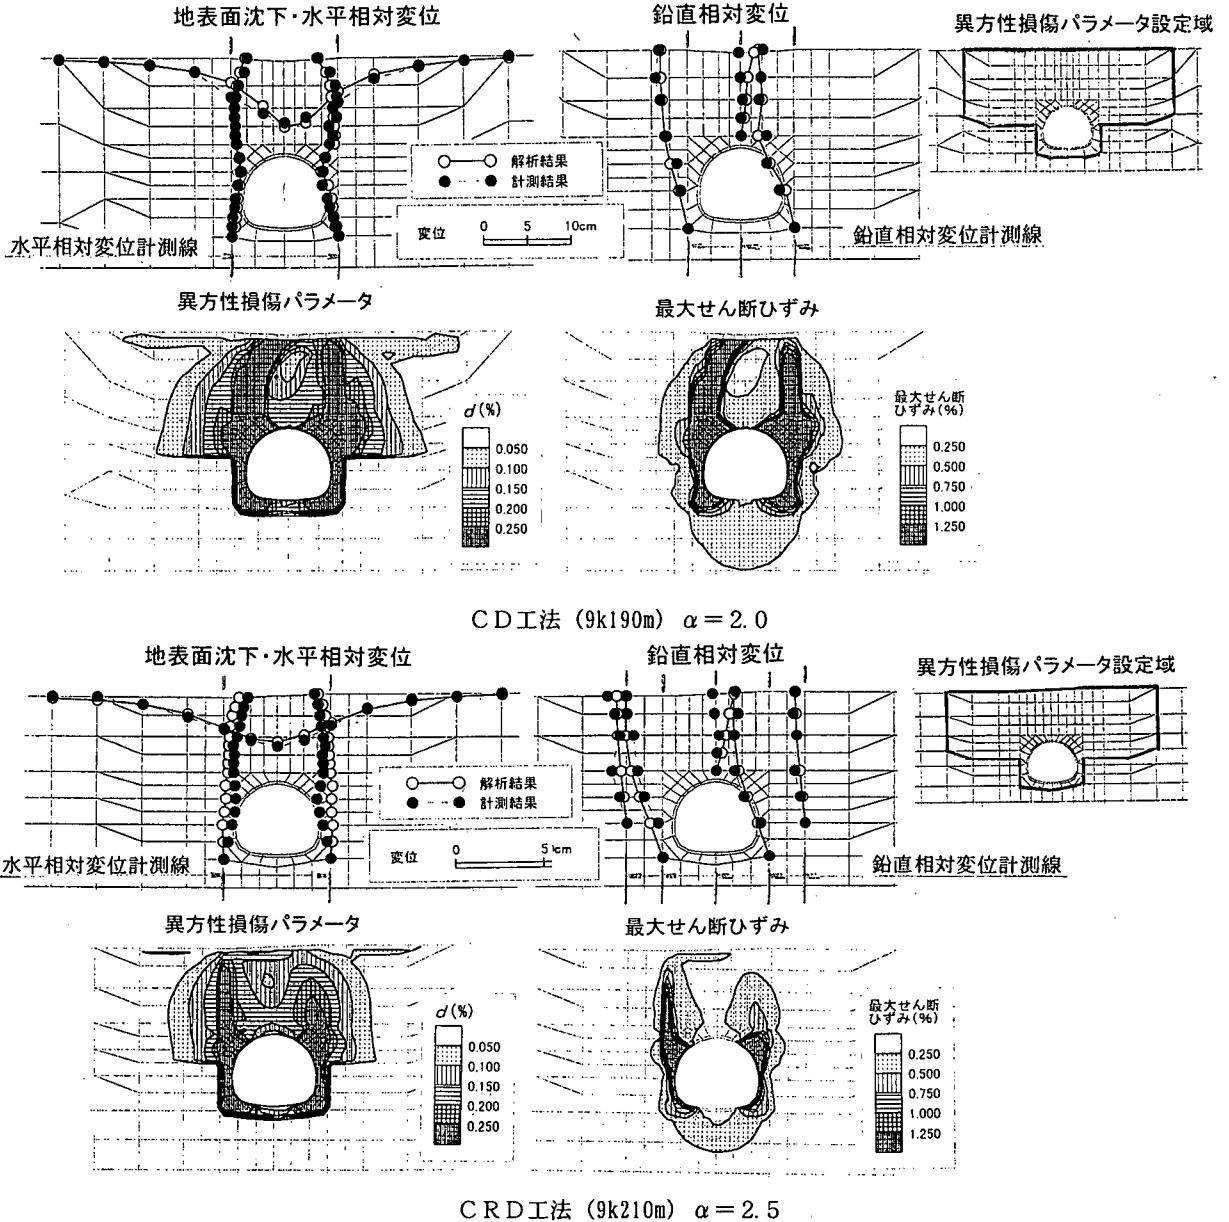 地表面沈下・水平相対変位
鉛直相対変位
異方性損傷パラメータ設定域
解析結果
計測結果
変位
0 5 10cm
水平相対変位計測線
鉛直相対変位計測線
異方性損傷パラメータ
最大せん断ひずみ
d(%)
0.050
0.100
0.150
0.200
0.250
最大せん断
ひずみ(%)
0.250
0.500
0.750
1.000
1.250
CD工法 (9k190m) α=2.0
地表面沈下・水平相対変位
鉛直相対変位
異方性損傷パラメータ設定域
解析結果
計測結果
変位
0 5 cm
水平相対変位計測線
鉛直相対変位計測線
異方性損傷パラメータ
最大せん断ひずみ
d(%)
0.050
0.100
0.150
0.200
0.250
最大せん断
ひずみ(%)
0.250
0.500
0.750
1.000
1.250
CRD工法 (9k210m) α=2.5